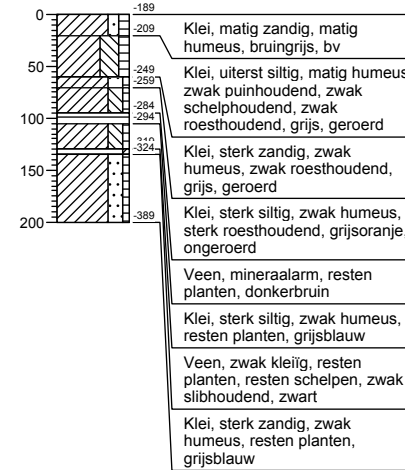 0
50
100
150
200
-189
-209
-249
-259
-284
-294
-324
-389
Klei, matig zandig, matig
humeus, bruingrijs, bv
Klei, uiterst siltig, matig humeus,
zwak puinhoudend, zwak
schelphoudend, zwak
roesthoudend, grijs, geroerd
Klei, sterk zandig, zwak
humeus, zwak roesthoudend,
grijs, geroerd
Klei, sterk siltig, zwak humeus,
sterk roesthoudend, grijsoranje,
ongeroerd
Veen, mineraalarm, resten
planten, donkerbruin
Klei, sterk siltig, zwak humeus,
resten planten, grijsblauw
Veen, zwak kleiïg, resten
planten, resten schelpen, zwak
slibhoudend, zwart
Klei, sterk zandig, zwak
humeus, resten planten,
grijsblauw